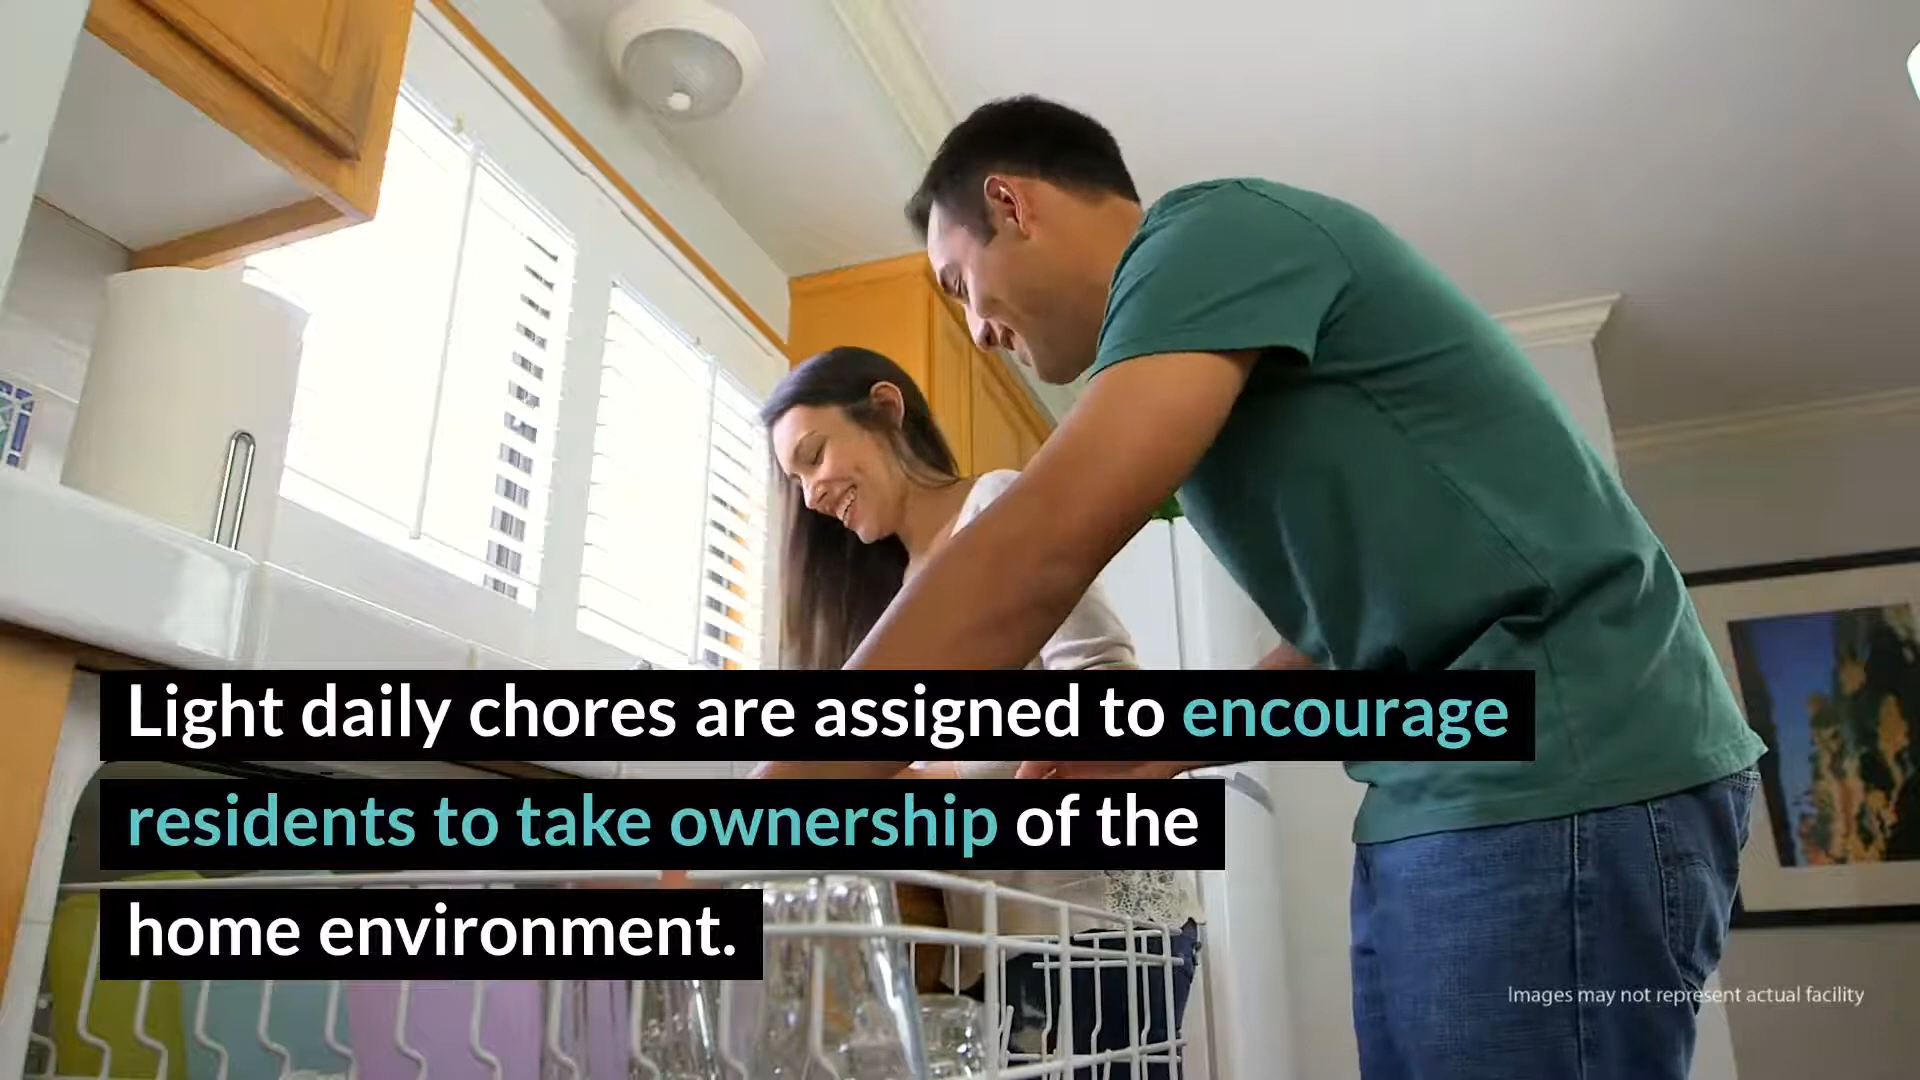 Light daily chores are assigned to encourage
residents to take ownership of the
home environment.
Images may not represent actual facility